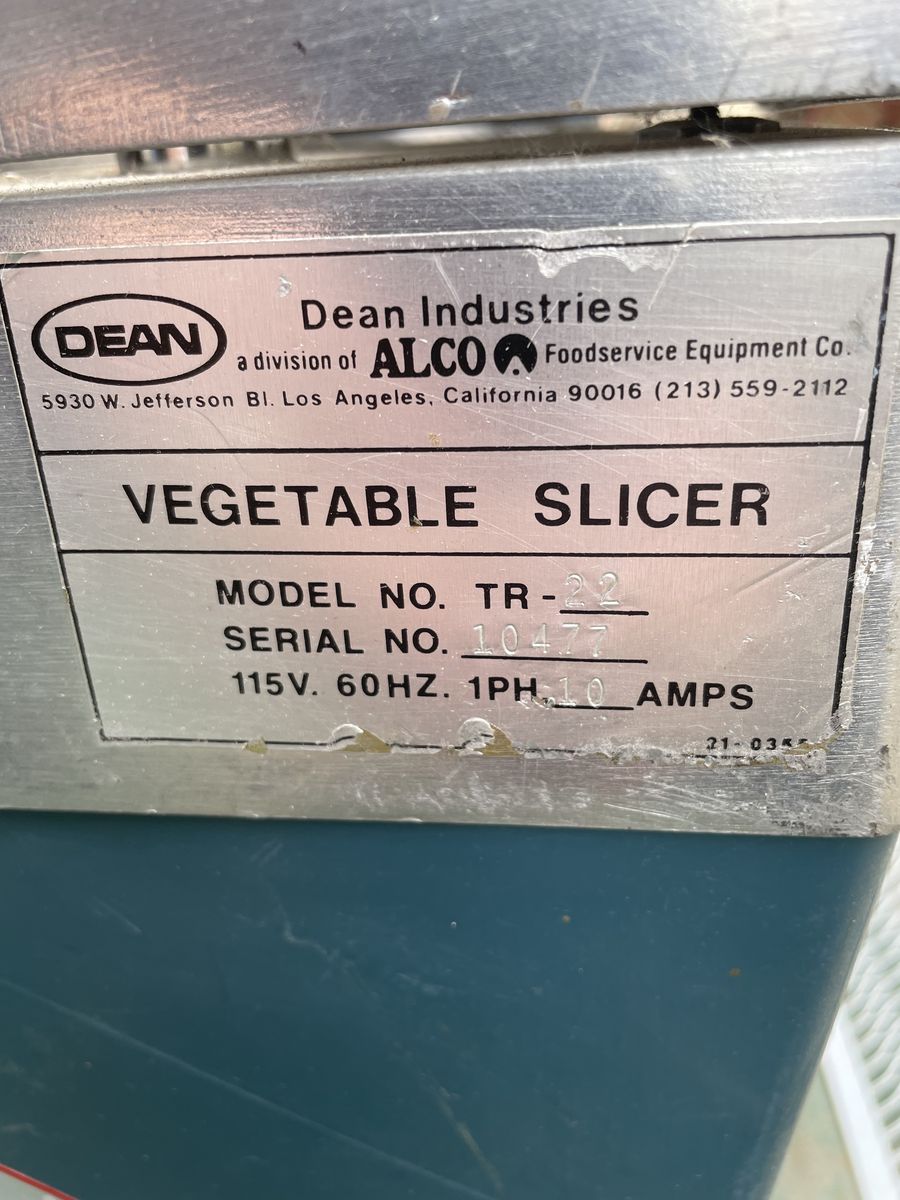 DEAN
Dean Industries
a division of ALCO Foodservice Equipment Co.
5930 W. Jefferson Bl. Los Angeles, California 90016 (213) 559-2112
VEGETABLE SLICER
MODEL NO. TR-22
SERIAL NO. 10477
115V. 60HZ. 1PH. 10 AMPS